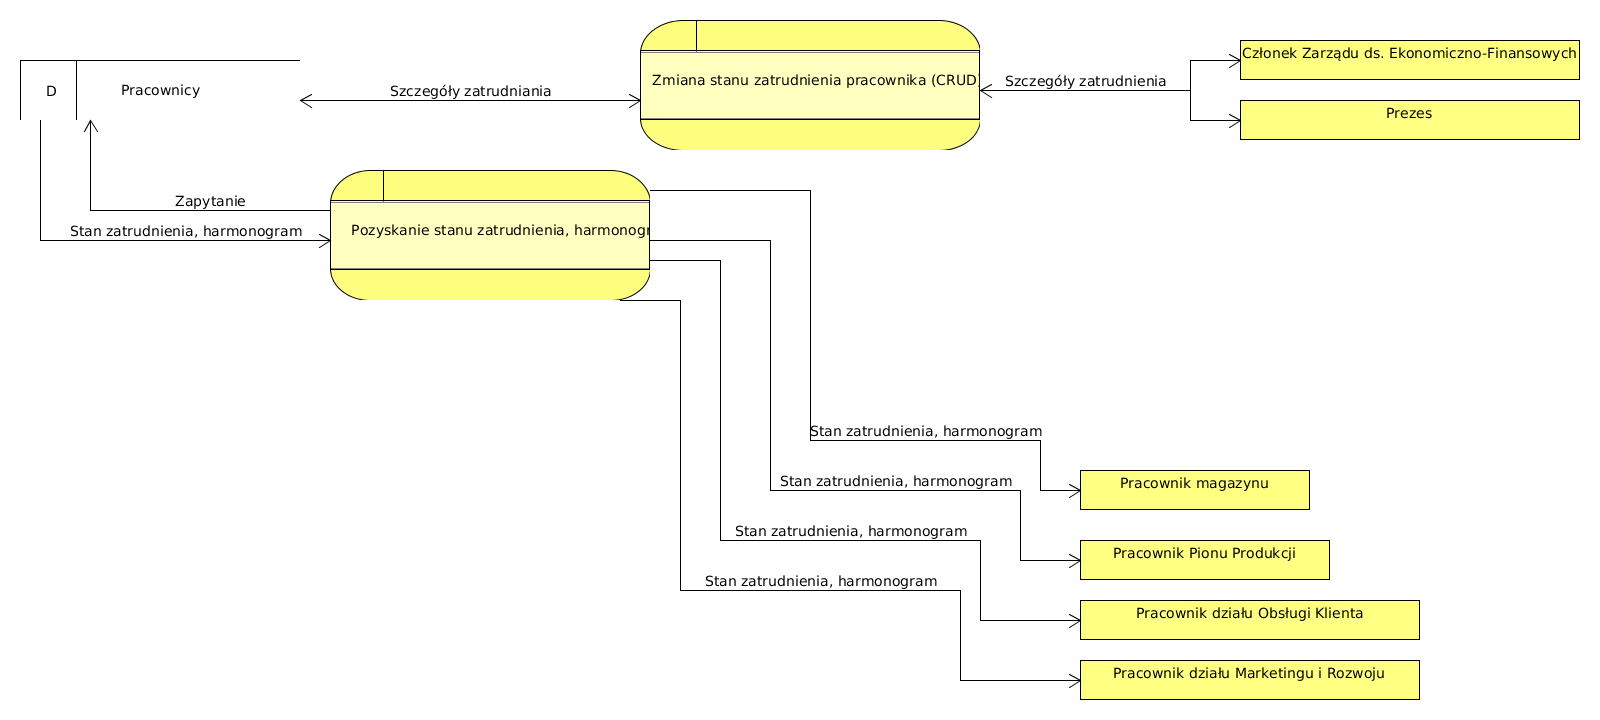 Członek Zarządu ds. Ekonomiczno-Finansowych
Zmiana stanu zatrudnienia pracownika (CRUD)
Szczegóły zatrudnienia
D
Pracownicy
Szczegóły zatrudniania
Prezes
Zapytanie
Stan zatrudnienia, harmonogram
Pozyskanie stanu zatrudnienia, harmonogr
Stan zatrudnienia, harmonogram
Pracownik magazynu
Stan zatrudnienia, harmonogram
Stan zatrudnienia, harmonogram
Pracownik Pionu Produkcji
Stan zatrudnienia, harmonogram
Pracownik działu Obsługi Klienta
Pracownik działu Marketingu i Rozwoju